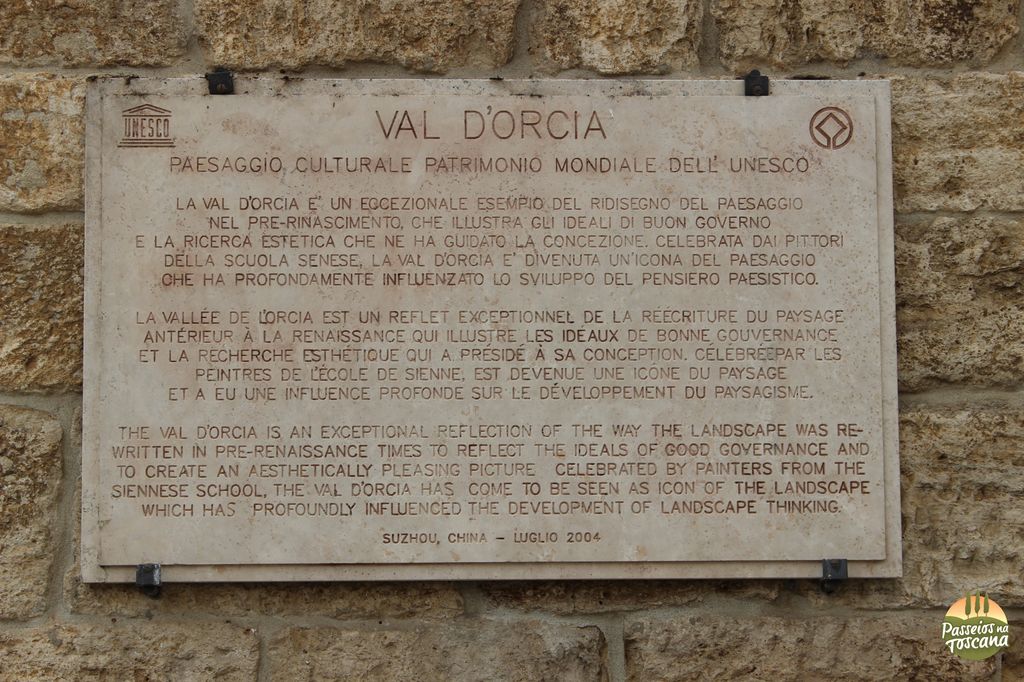 UNESCO
VAL D'ORCIA
PAESAGGIO CULTURALE PATRIMONIO MONDIALE DELL' UNESCO
LA VAL D'ORCIA E' UN ECCEZIONALE ESEMPIO DEL RIDISEGNO DEL PAESAGGIO
NEL PRE-RINASCIMENTO, CHE ILLUSTRA GLI IDEALI DI BUON GOVERNO
E LA RICERCA ESTETICA CHE NE HA GUIDATO LA CONCEZIONE. CELEBRATA DAI PITTORI
DELLA SCUOLA SENESE, LA VAL D'ORCIA E' DIVENUTA UN'ICONA DEL PAESAGGIO
CHE HA PROFONDAMENTE INFLUENZATO LO SVILUPPO DEL PENSIERO PAESISTICO.
LA VALLÉE DE L'ORCIA EST UN REFLET EXCEPTIONNEL DE LA RÉÉCRITURE DU PAYSAGE
ANTÉRIEUR À LA RENAISSANCE QUI ILLUSTRE LES IDÉAUX DE BONNE GOUVERNANCE
ET LA RECHERCHE ESTHÉTIQUE QUI A PRÉSIDÉ À SA CONCEPTION. CÉLÉBRÉE PAR LES
PEINTRES DE L'ÉCOLE DE SIENNE, EST DEVENUE UNE ICÔNE DU PAYSAGE
ET A EU UNE INFLUENCE PROFONDE SUR LE DÉVELOPPEMENT DU PAYSAGISME.
THE VAL D'ORCIA IS AN EXCEPTIONAL REFLECTION OF THE WAY THE LANDSCAPE WAS RE-
WRITTEN IN PRE-RENAISSANCE TIMES TO REFLECT THE IDEALS OF GOOD GOVERNANCE AND
TO CREATE AN AESTHETICALLY PLEASING PICTURE CELEBRATED BY PAINTERS FROM THE
SIENNESE SCHOOL, THE VAL D'ORCIA HAS COME TO BE SEEN AS ICON OF THE LANDSCAPE
WHICH HAS PROFOUNDLY INFLUENCED THE DEVELOPMENT OF LANDSCAPE THINKING.
SUZHOU, CHINA – LUGLIO 2004
Passeios na
Toscana